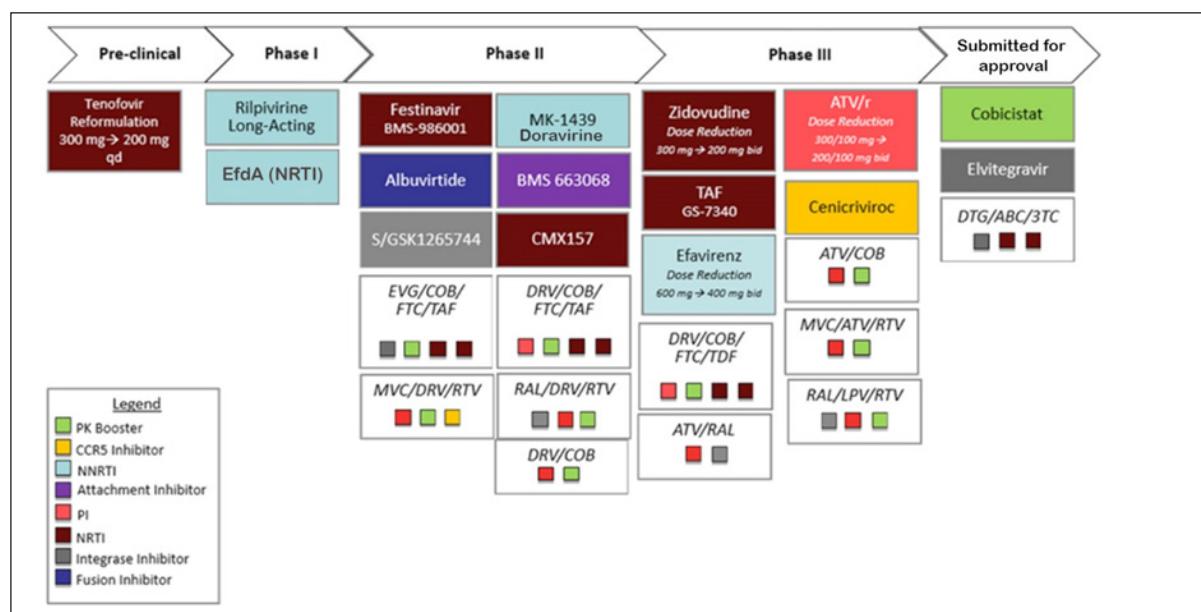 Pre-clinical
Phase I
Phase II
Phase III
Submitted for
approval
Tenofovir
Reformulation
300 mg→ 200 mg
qd
Rilpivirine
Long-Acting
EfdA (NRTI)
Festinavir
BMS-986001
Albuvirtide
S/GSK1265744
EVG/COB/
FTC/TAF
MVC/DRV/RTV
MK-1439
Doravirine
BMS 663068
CMX157
DRV/COB/
FTC/TAF
RAL/DRV/RTV
DRV/COB
Zidovudine
Dose Reduction
300 mg → 200 mg bid
TAF
GS-7340
Efavirenz
Dose Reduction
600 mg → 400 mg bid
DRV/COB/
FTC/TDF
ATV/RAL
ATV/r
Dose Reduction
300/100 mg →
200/100 mg bid
Cenicriviroc
ATV/COB
MVC/ATV/RTV
RAL/LPV/RTV
Cobicistat
Elvitegravir
DTG/ABC/3TC
Legend
PK Booster
CCR5 Inhibitor
NNRTI
Attachment Inhibitor
PI
NRTI
Integrase Inhibitor
Fusion Inhibitor